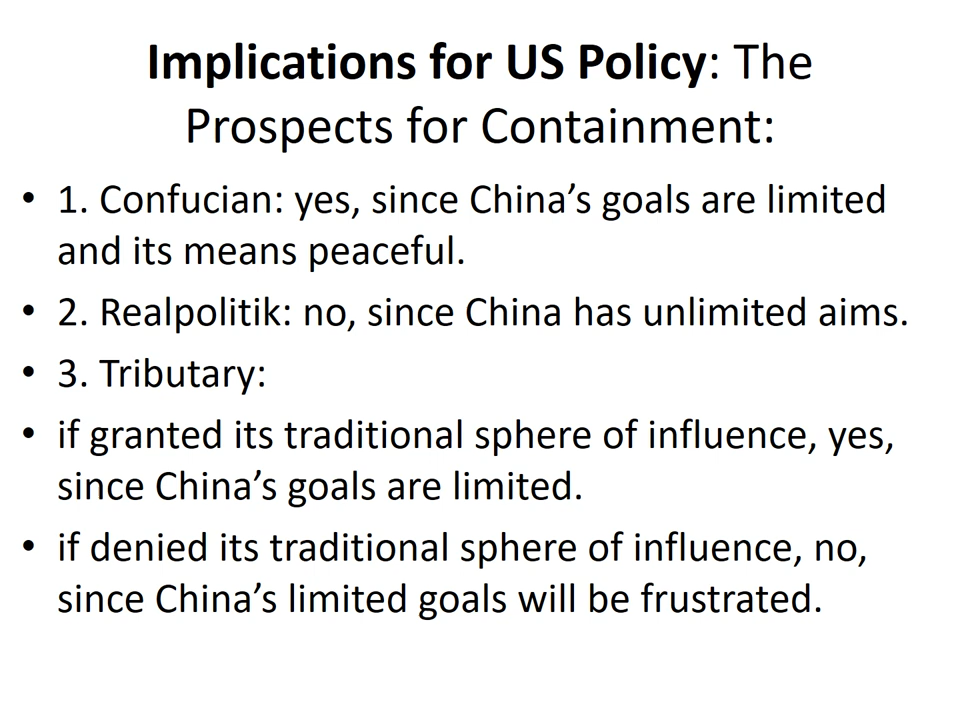 Implications for US Policy: The
Prospects for Containment:
• 1. Confucian: yes, since China’s goals are limited
and its means peaceful.
• 2. Realpolitik: no, since China has unlimited aims.
• 3. Tributary:
• if granted its traditional sphere of influence, yes,
since China’s goals are limited.
• if denied its traditional sphere of influence, no,
since China’s limited goals will be frustrated.